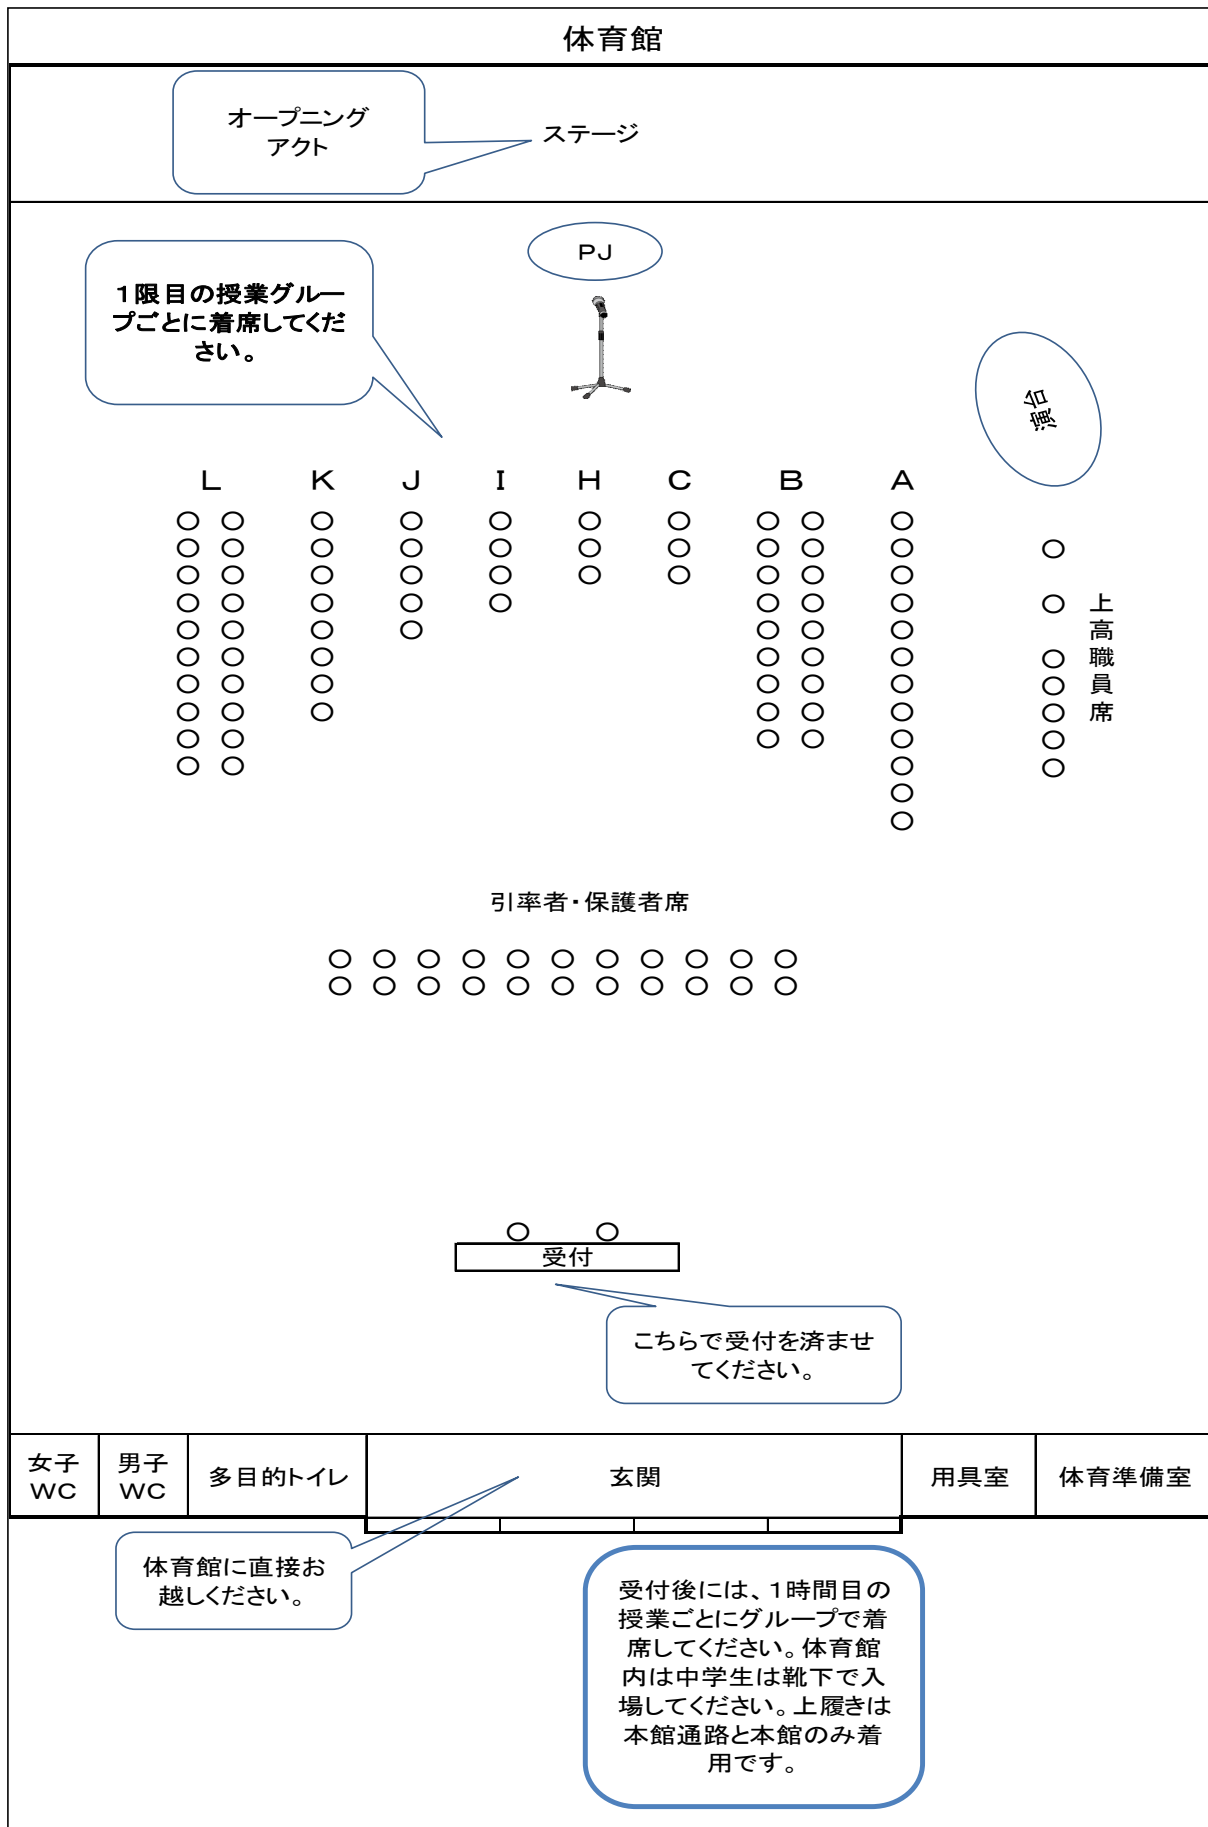 体育館
オープニング
アクト
ステージ
PJ
１限目の授業グルー
プごとに着席してくだ
さい。
演台
L K J I H C B A
上高職員席
引率者・保護者席
受付
こちらで受付を済ませ
てください。
女子
WC
男子
WC
多目的トイレ
玄関
用具室
体育準備室
体育館に直接お
越しください。
受付後には、１時間目の
授業ごとにグループで着
席してください。体育館
内は中学生は靴下で入
場してください。上履きは
本館通路と本館のみ着
用です。